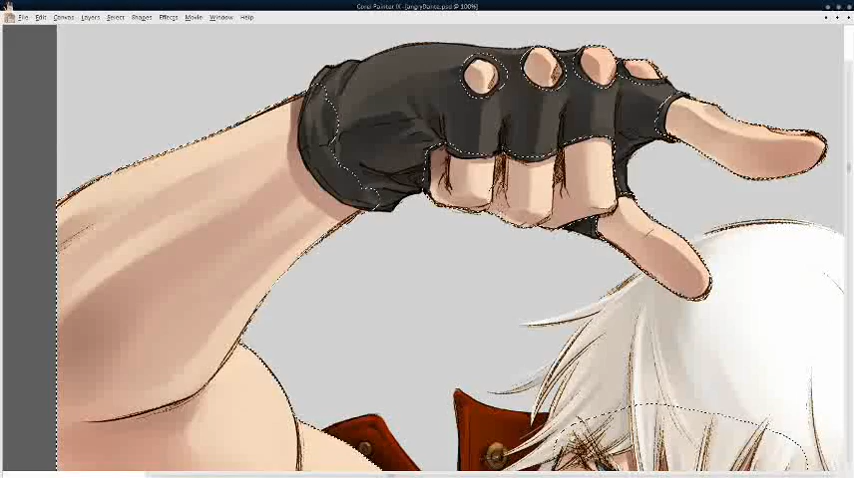 Corel Painter IX - [angryDante.psd @ 100%]
File Edit Canvas Layers Select Shapes Effects Movie Window Help